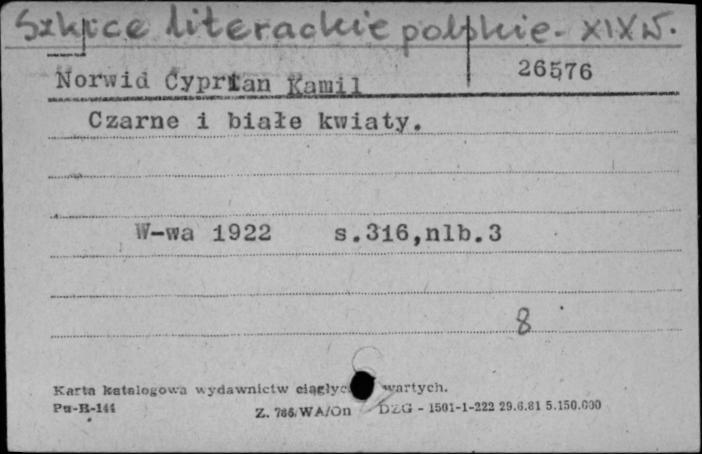 Szkice literackie polskie - XIX w.
26576
Norwid Cyprian Kamil
Czarne i białe kwiaty.
W-wa 1922 s.316,nlb.3
8
Karta katalogowa wydawnictw ciągłyc wartych.
Pu-B-144 Z. 786/WA/On DZG - 1501-1-222 29.6.81 5.150.000